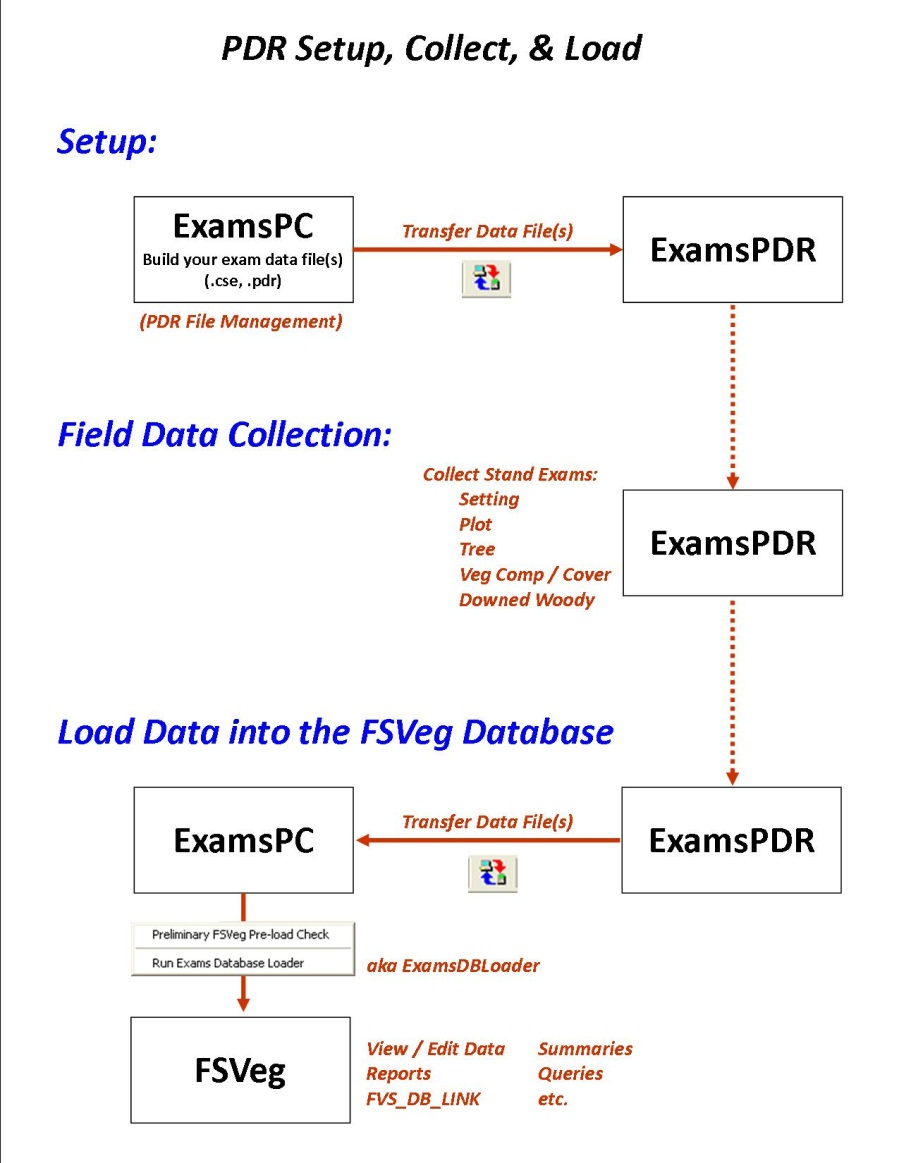 PDR Setup, Collect, & Load
Setup:
ExamsPC
Build your exam data file(s)
(.cse, .pdr)
(PDR File Management)
Transfer Data File(s)
ExamsPDR
Field Data Collection:
Collect Stand Exams:
Setting
Plot
Tree
Veg Comp / Cover
Downed Woody
ExamsPDR
Load Data into the FSVeg Database
ExamsPC
Transfer Data File(s)
ExamsPDR
Preliminary FSVeg Pre-load Check
Run Exams Database Loader
aka ExamsDBLoader
FSVeg
View / Edit Data
Reports
FVS_DB_LINK
Summaries
Queries
etc.